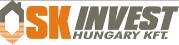 SK INVEST
HUNGARY KFT.